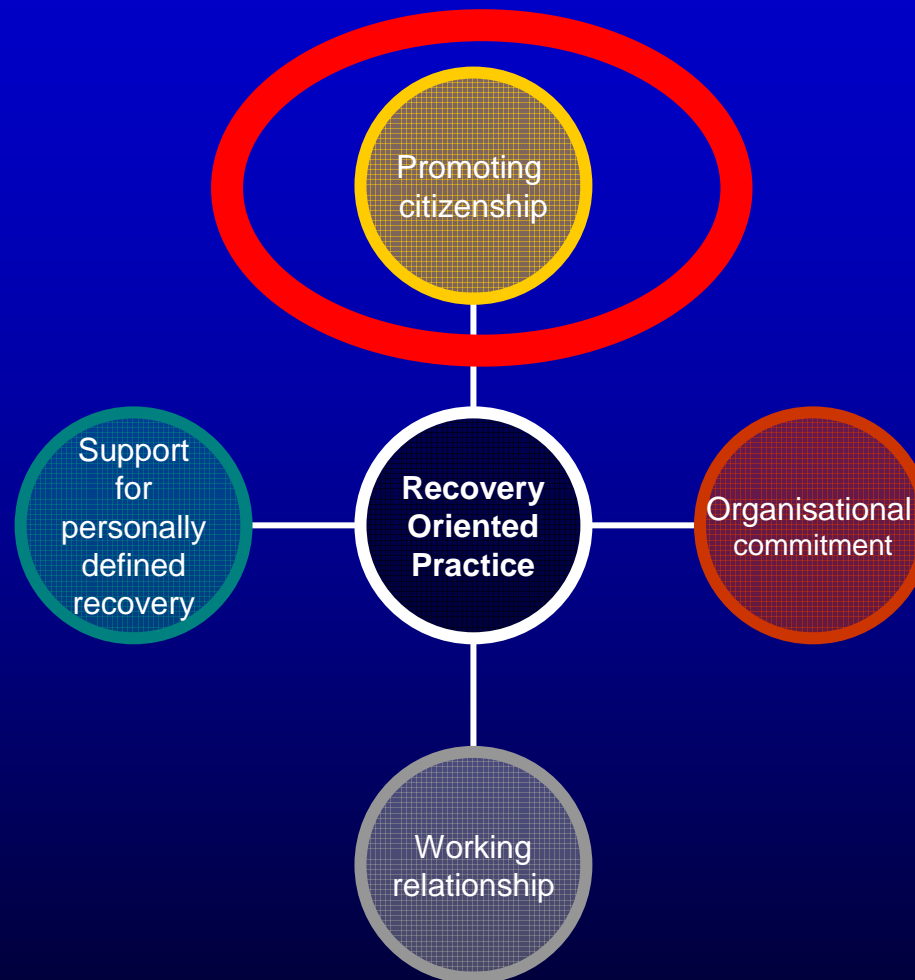 Promoting
citizenship
Support
for
personally
defined
recovery
Recovery
Oriented
Practice
Organisational
commitment
Working
relationship